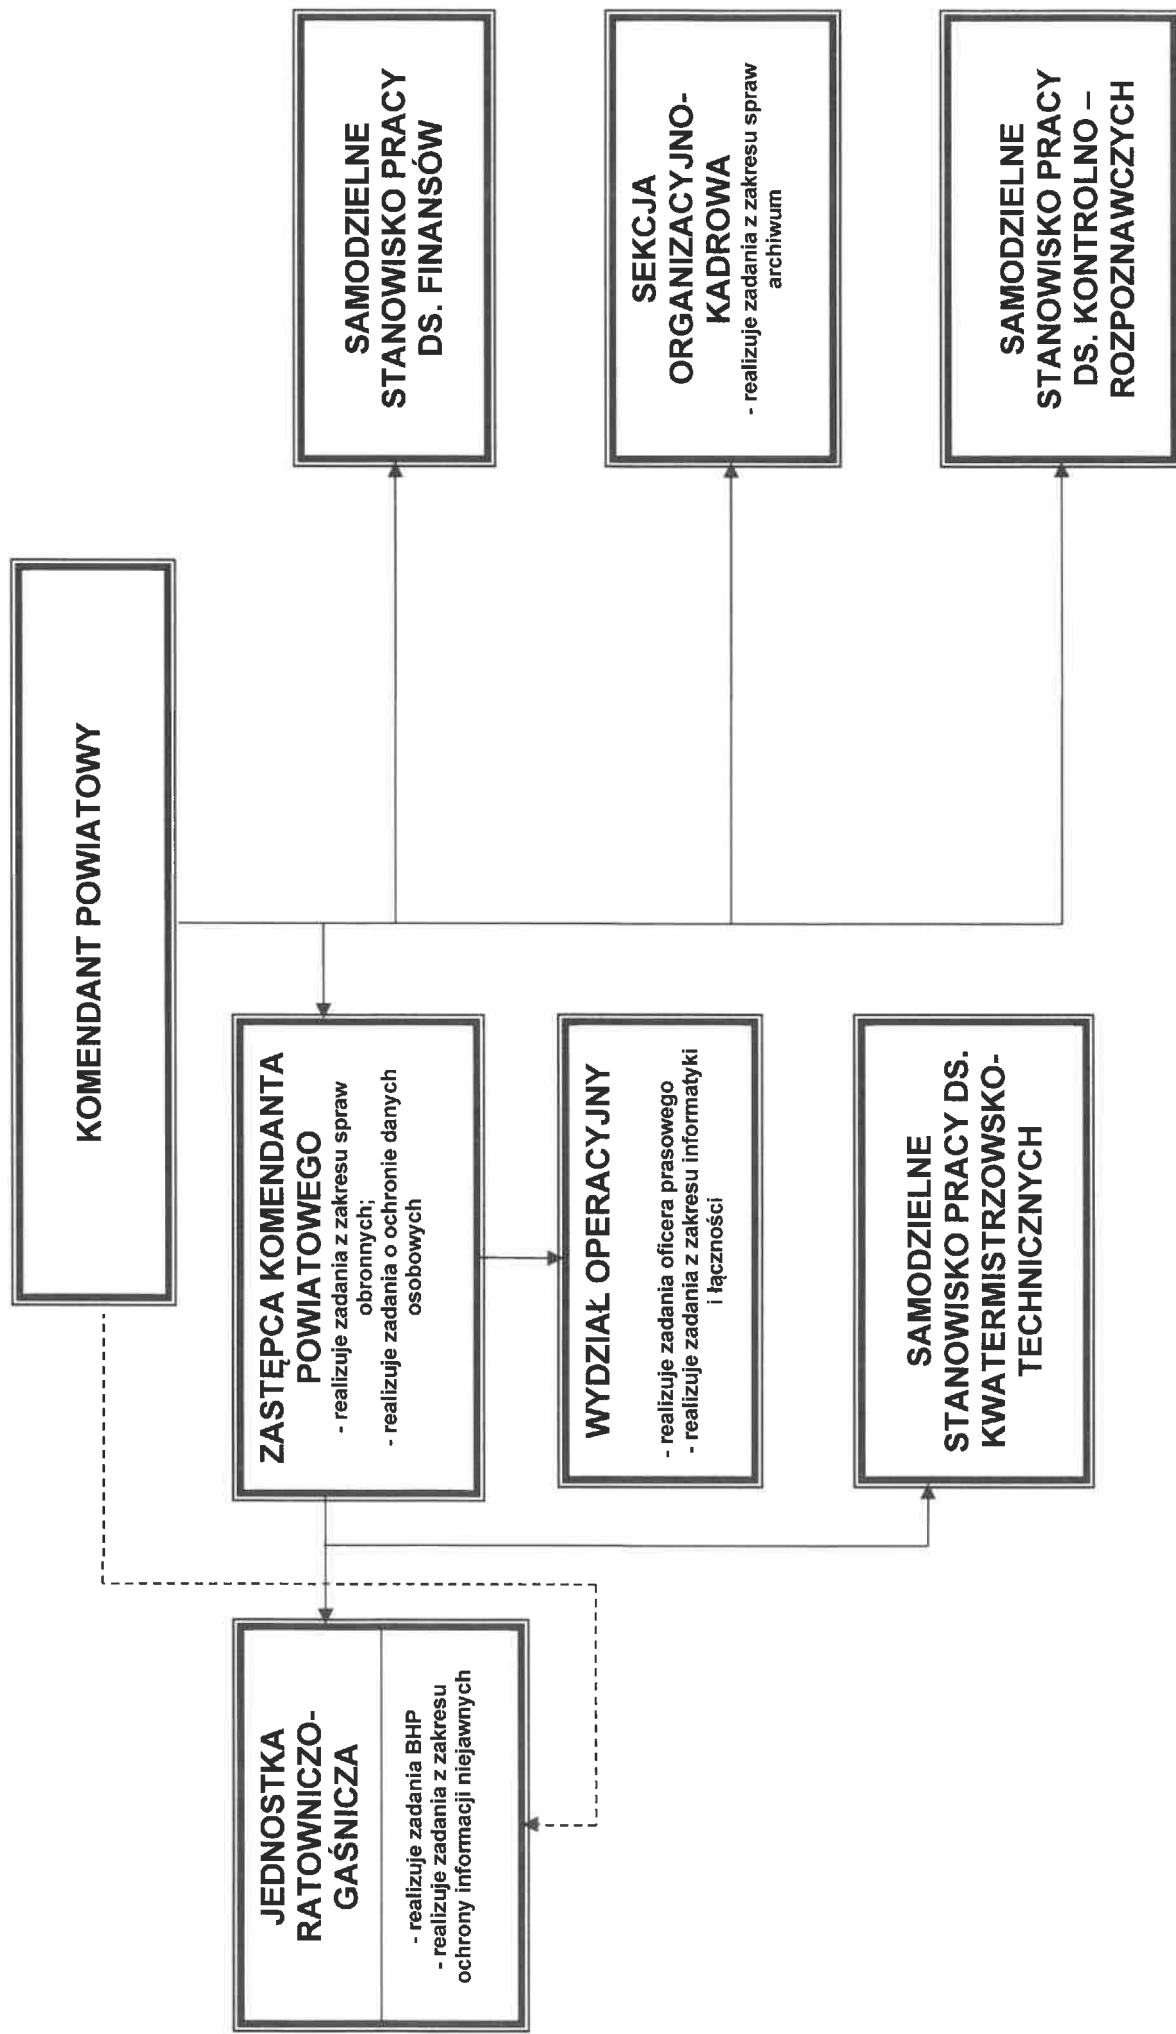 KOMENDANT POWIATOWY
JEDNOSTKA
RATOWNICZO-
GAŚNICZA
- realizuje zadania BHP
- realizuje zadania z zakresu
ochrony informacji niejawnych
ZASTĘPCA KOMENDANTA
POWIATOWEGO
- realizuje zadania z zakresu spraw
obronnych;
- realizuje zadania o ochronie danych
osobowych
WYDZIAŁ OPERACYJNY
- realizuje zadania oficera prasowego
- realizuje zadania z zakresu informatyki
i łączności
SAMODZIELNE
STANOWISKO PRACY DS.
KWATERMISTRZOWSKO-
TECHNICZNYCH
SAMODZIELNE
STANOWISKO PRACY
DS. FINANSÓW
SEKCJA
ORGANIZACYJNO-
KADROWA
- realizuje zadania z zakresu spraw
archiwum
SAMODZIELNE
STANOWISKO PRACY
DS. KONTROLNO –
ROZPOZNAWCZYCH